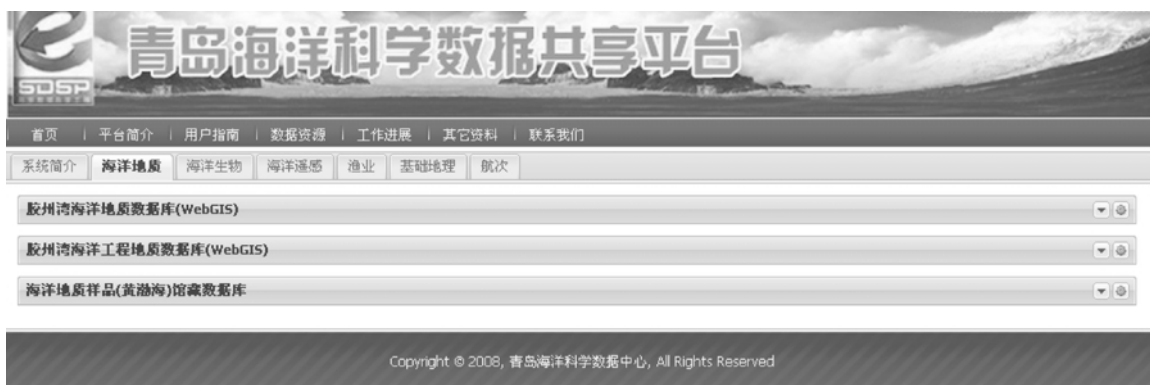 青岛海洋科学数据共享平台
SDSP
首页 | 平台简介 | 用户指南 | 数据资源 | 工作进展 | 其它资料 | 联系我们
系统简介 海洋地质 海洋生物 海洋遥感 渔业 基础地理 航次
胶州湾海洋地质数据库(WebGIS)
胶州湾海洋工程地质数据库(WebGIS)
海洋地质样品(黄渤海)馆藏数据库
Copyright © 2008, 青岛海洋科学数据中心, All Rights Reserved